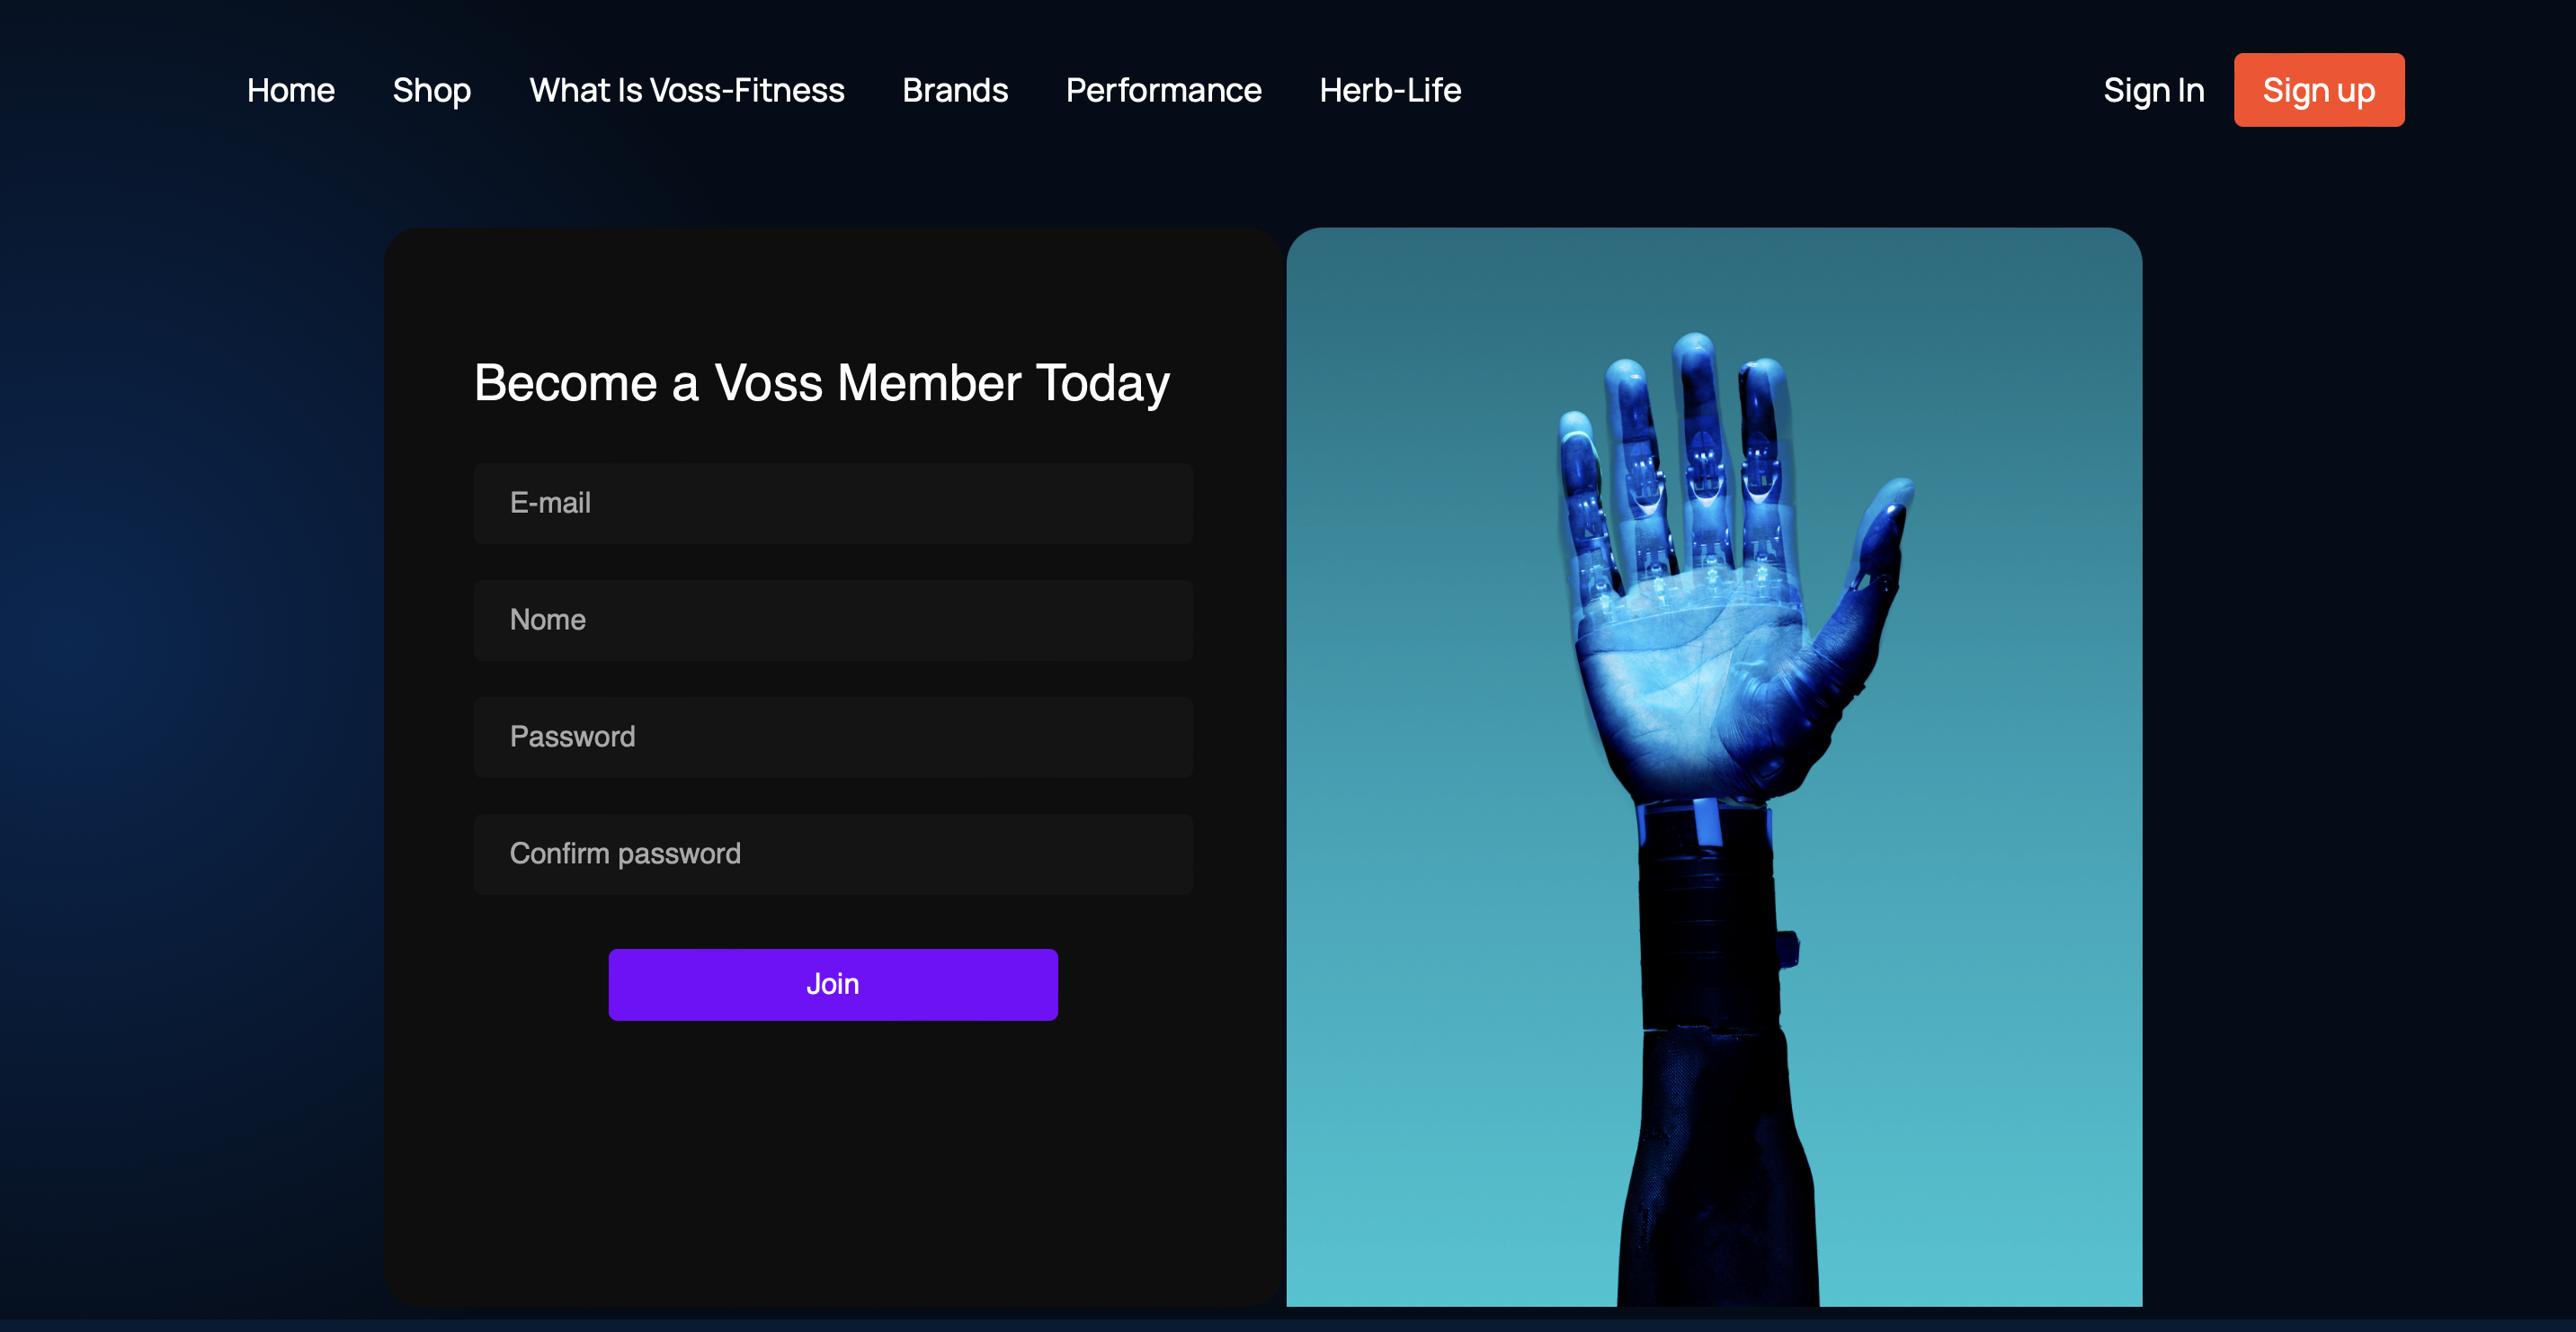 Home Shop What Is Voss-Fitness Brands Performance Herb-Life Sign In Sign up
Become a Voss Member Today
E-mail
Nome
Password
Confirm password
Join